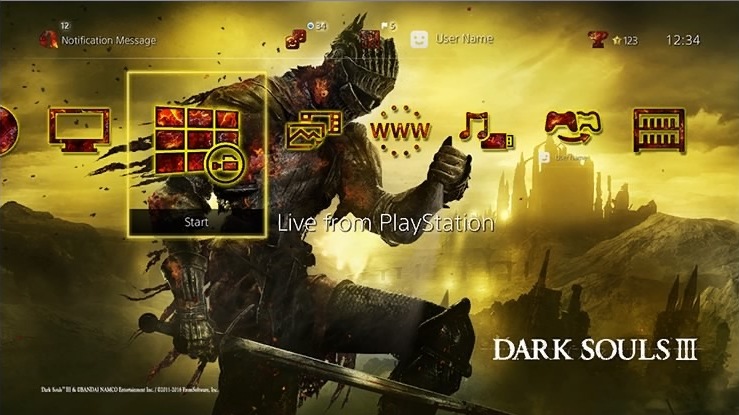 12
Notification Message
34
5
User Name
123
12:34
WWW
User Name
Start
Live from PlayStation
DARK SOULS III
Dark Souls™ III & ©BANDAI NAMCO Entertainment Inc. / ©2011-2016 FromSoftware, Inc.